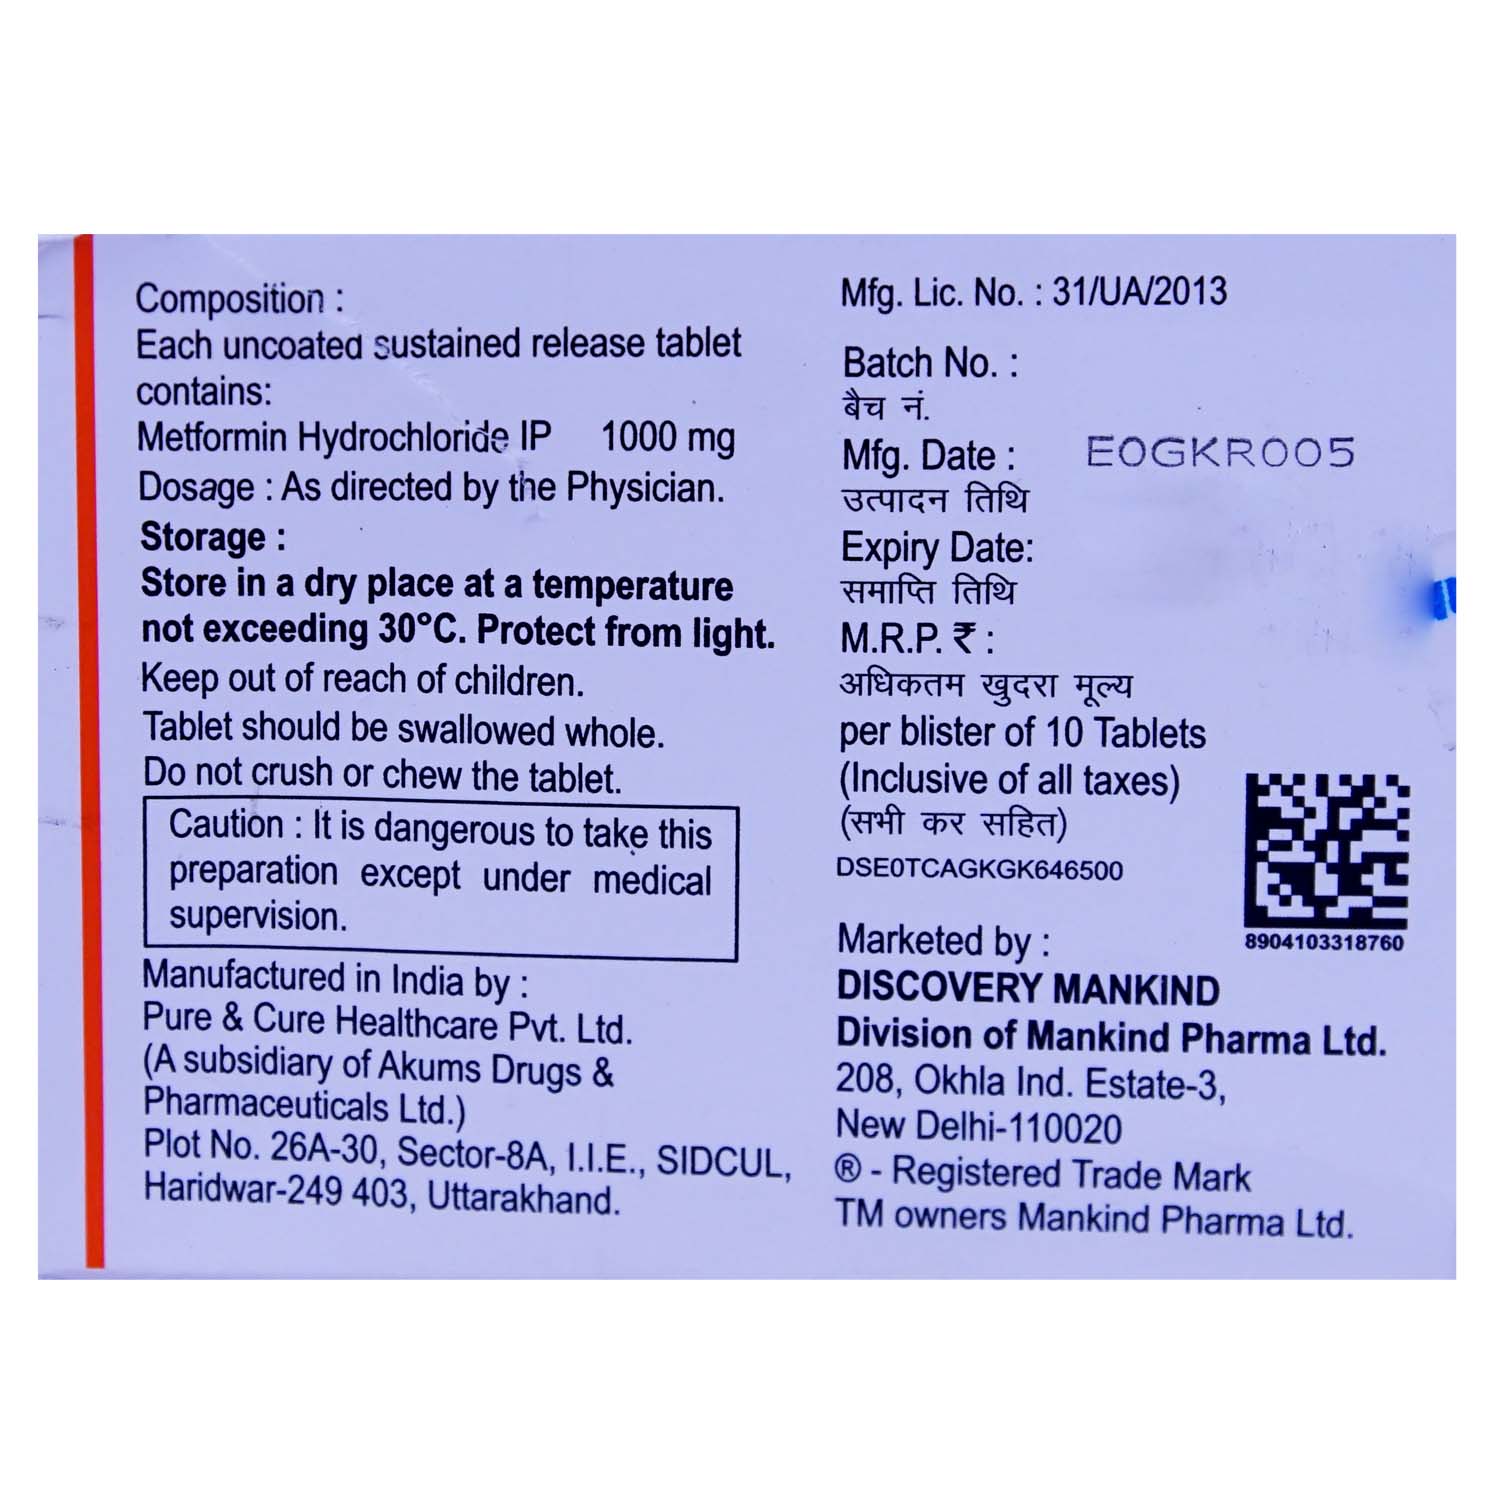 Composition :
Each uncoated sustained release tablet
contains:
Metformin Hydrochloride IP 1000 mg
Dosage : As directed by the Physician.
Storage :
Store in a dry place at a temperature
not exceeding 30°C. Protect from light.
Keep out of reach of children.
Tablet should be swallowed whole.
Do not crush or chew the tablet.
Caution : It is dangerous to take this
preparation except under medical
supervision.
Manufactured in India by :
Pure & Cure Healthcare Pvt. Ltd.
(A subsidiary of Akums Drugs &
Pharmaceuticals Ltd.)
Plot No. 26A-30, Sector-8A, I.I.E., SIDCUL,
Haridwar-249 403, Uttarakhand.
Mfg. Lic. No. : 31/UA/2013
Batch No. :
बैच नं.
Mfg. Date : EOGKR005
उत्पादन तिथि
Expiry Date:
समाप्ति तिथि
M.R.P. ₹ :
अधिकतम खुदरा मूल्य
per blister of 10 Tablets
(Inclusive of all taxes)
(सभी कर सहित)
DSE0TCAGKGK646500
8904103318760
Marketed by :
DISCOVERY MANKIND
Division of Mankind Pharma Ltd.
208, Okhla Ind. Estate-3,
New Delhi-110020
® - Registered Trade Mark
TM owners Mankind Pharma Ltd.